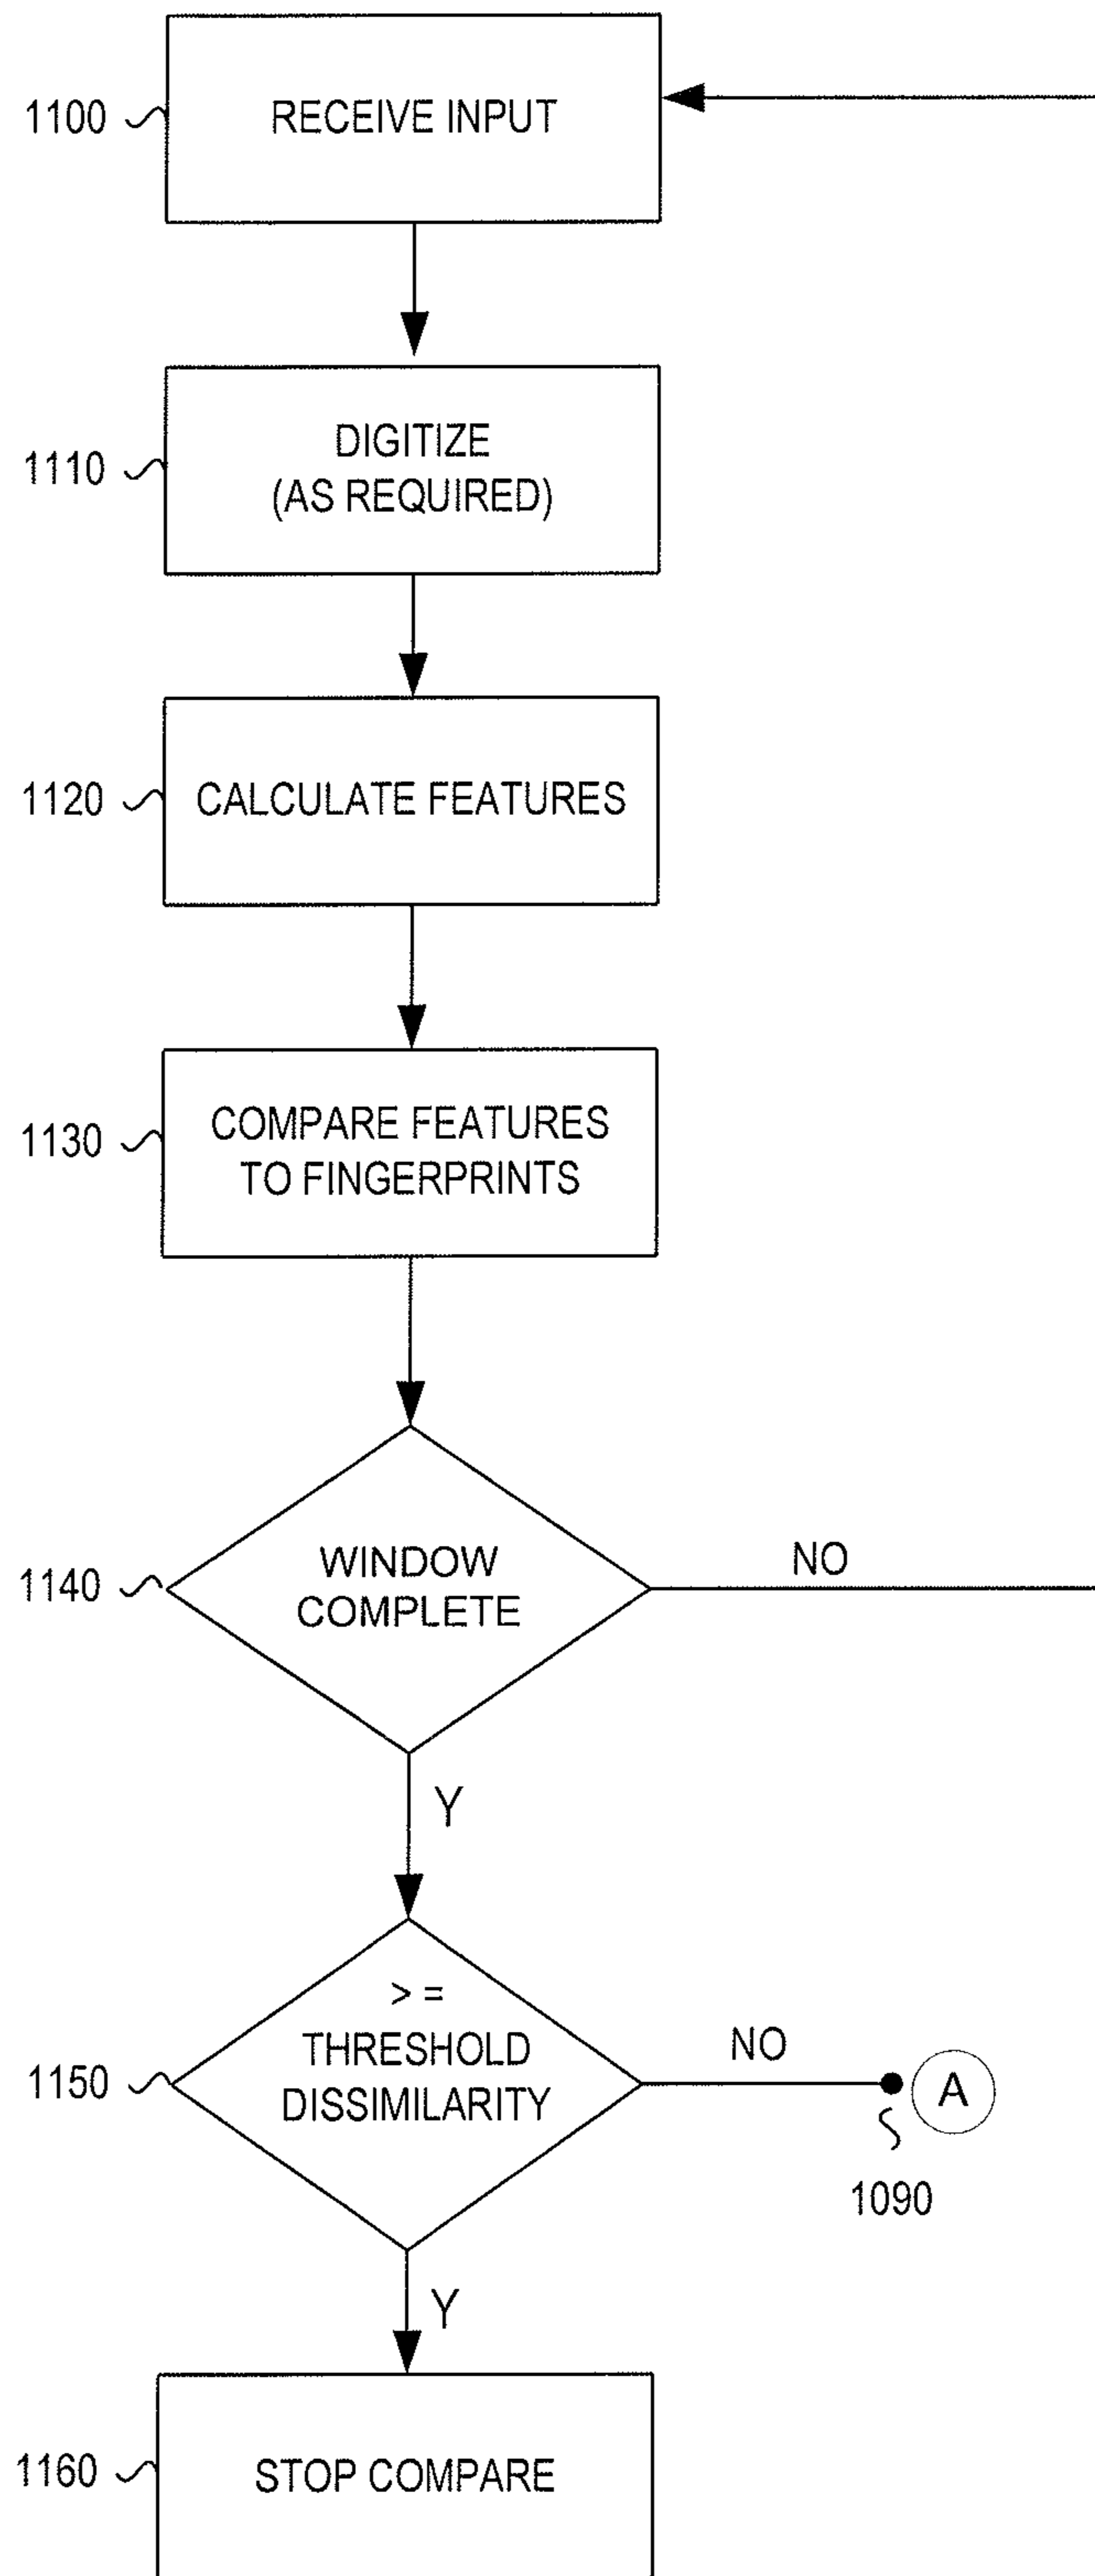 1100
RECEIVE INPUT
1110
DIGITIZE
(AS REQUIRED)
1120
CALCULATE FEATURES
1130
COMPARE FEATURES
TO FINGERPRINTS
1140
WINDOW
COMPLETE
NO
Y
1150
> =
THRESHOLD
DISSIMILARITY
NO
A
1090
Y
1160
STOP COMPARE